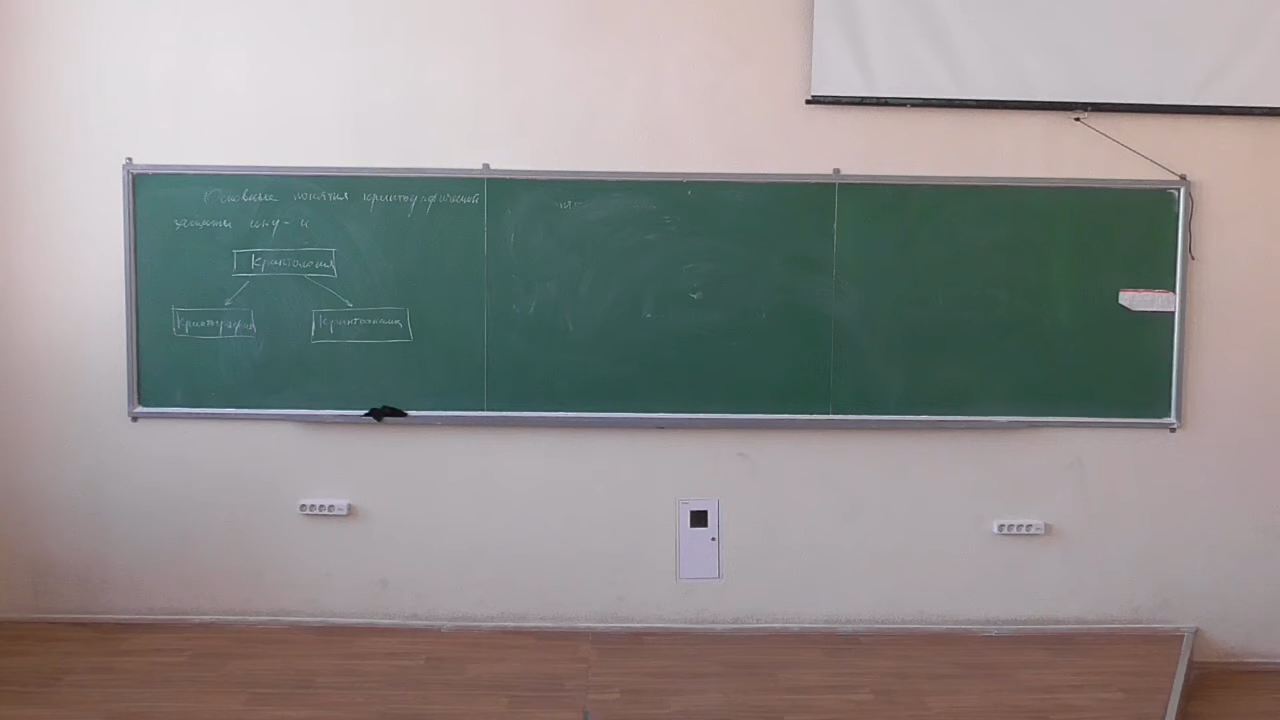 Основные понятия криптографической
защиты инф-и
Криптология
Криптография
Криптоанализ